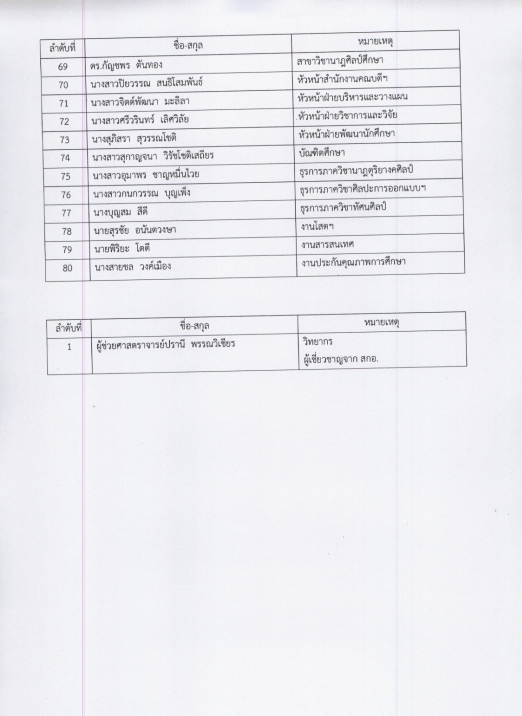 ลำดับที่ ชื่อ-สกุล หมายเหตุ
69 ดร.กัญชพร ตันทอง สาขาวิชานาฏศิลป์ศึกษา
70 นางสาวปิยวรรณ สนธิโสมพันธ์ หัวหน้าสำนักงานคณบดีฯ
71 นางสาวจิตต์พัฒนา มะลิลา หัวหน้าฝ่ายบริหารและวางแผน
72 นางสาวศรีวรินทร์ เลิศวิลัย หัวหน้าฝ่ายวิชาการและวิจัย
73 นางสุภิสรา สุวรรณโชติ หัวหน้าฝ่ายพัฒนานักศึกษา
74 นางสาวสุกาญจนา วิรัชโชติเสถียร บัณฑิตศึกษา
75 นางสาวอุมาพร ชาญหมื่นไวย ธุรการภาควิชานาฏดุริยางคศิลป์
76 นางสาวกนกวรรณ บุญเพ็ง ธุรการภาควิชาศิลปะการออกแบบฯ
77 นางบุญสม สีดี ธุรการภาควิชาทัศนศิลป์
78 นายสุรชัย อนันตวงษา งานโสตฯ
79 นายพิริยะ โตดี งานสารสนเทศ
80 นางสายชล วงค์เมือง งานประกันคุณภาพการศึกษา
ลำดับที่ ชื่อ-สกุล หมายเหตุ
1 ผู้ช่วยศาสตราจารย์ปรานี พรรณวิเชียร วิทยากร
ผู้เชี่ยวชาญจาก สกอ.